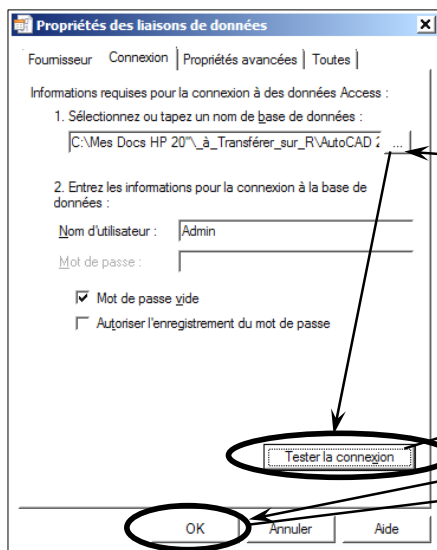 Propriétés des liaisons de données
Fournisseur Connexion Propriétés avancées Toutes
Informations requises pour la connexion à des données Access :
1. Sélectionnez ou tapez un nom de base de données :
C:\Mes Docs HP 20"\_à_Transférer_sur_R\AutoCAD 2 ...
2. Entrez les informations pour la connexion à la base de
données :
Nom d'utilisateur : Admin
Mot de passe :
Mot de passe vide
Autoriser l'enregistrement du mot de passe
Tester la connexion
OK Annuler Aide